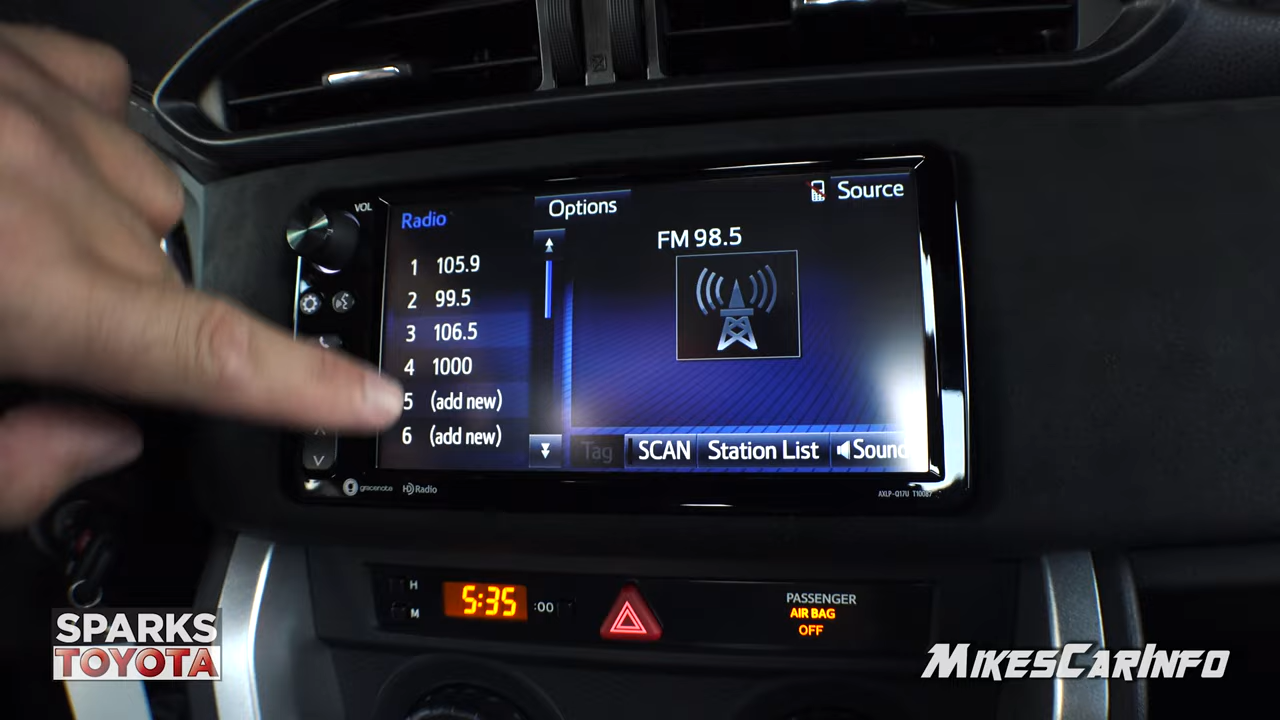 VOL
Radio
Options
Source
FM 98.5
1 105.9
2 99.5
3 106.5
4 1000
5 (add new)
6 (add new)
Tag
SCAN
Station List
Sound
gracenote
HD Radio
AXLP-Q17U T10087
H
M
5:35
:00
PASSENGER
AIR BAG
OFF
SPARKS
TOYOTA
MIKESCARINFO